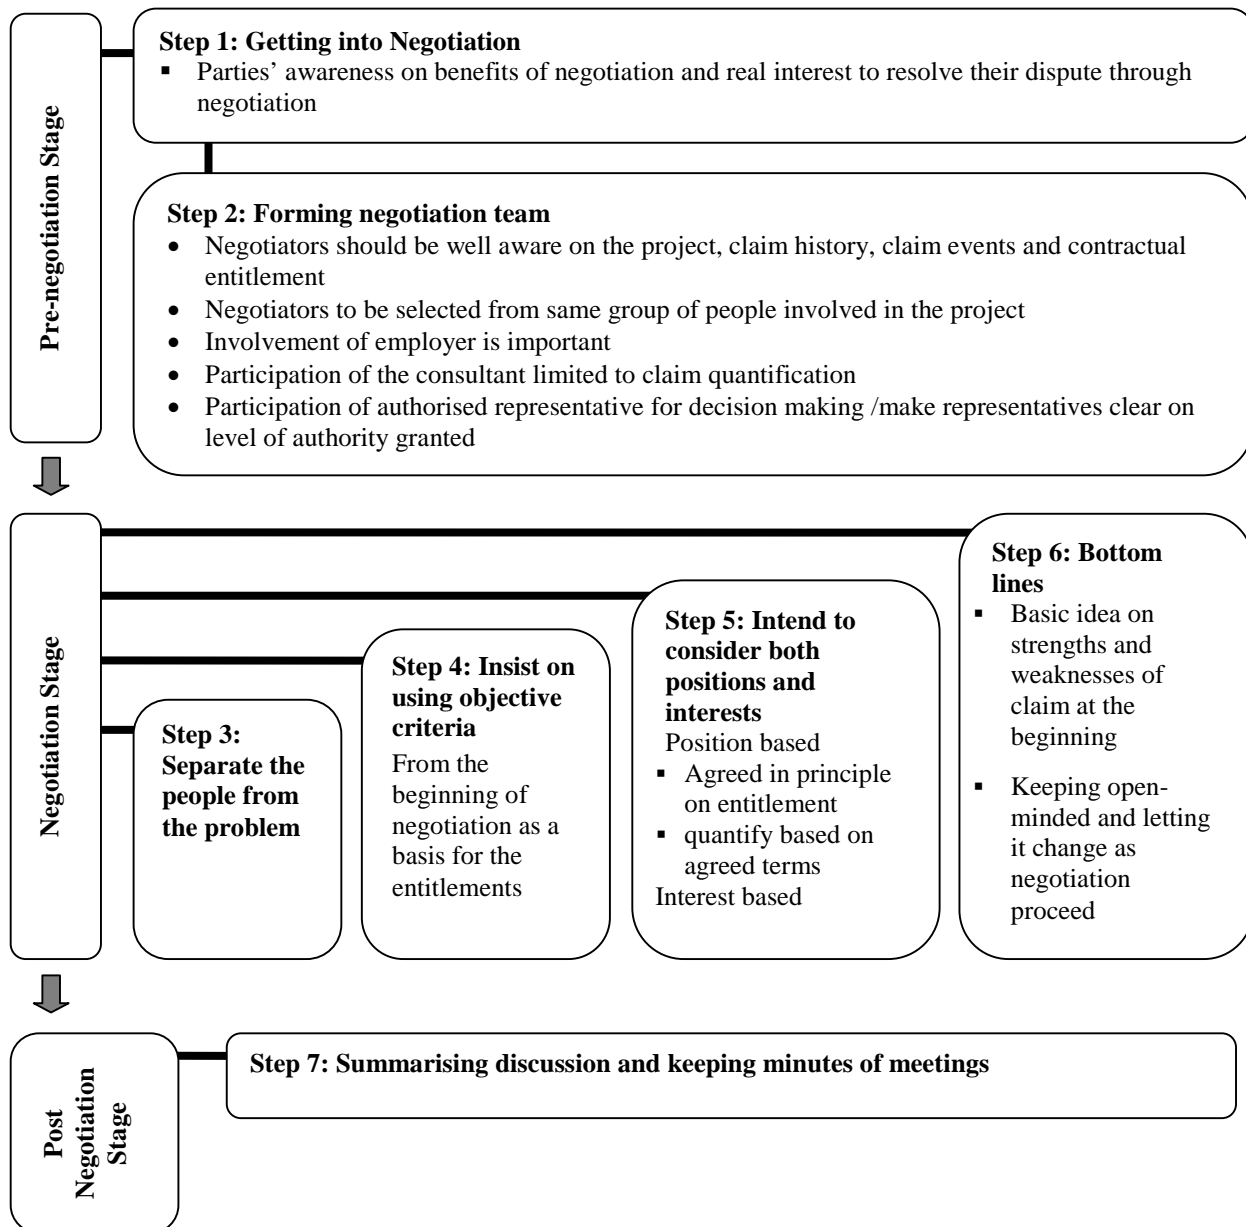 Pre-negotiation Stage
Step 1: Getting into Negotiation
▪ Parties’ awareness on benefits of negotiation and real interest to resolve their dispute through
negotiation
Step 2: Forming negotiation team
• Negotiators should be well aware on the project, claim history, claim events and contractual
entitlement
• Negotiators to be selected from same group of people involved in the project
• Involvement of employer is important
• Participation of the consultant limited to claim quantification
• Participation of authorised representative for decision making /make representatives clear on
level of authority granted
Negotiation Stage
Step 3:
Separate the
people from
the problem
Step 4: Insist on
using objective
criteria
From the
beginning of
negotiation as a
basis for the
entitlements
Step 5: Intend to
consider both
positions and
interests
Position based
▪ Agreed in principle
on entitlement
▪ quantify based on
agreed terms
Interest based
Step 6: Bottom
lines
▪ Basic idea on
strengths and
weaknesses of
claim at the
beginning
▪ Keeping open-
minded and letting
it change as
negotiation
proceed
Post
Negotiation
Stage
Step 7: Summarising discussion and keeping minutes of meetings